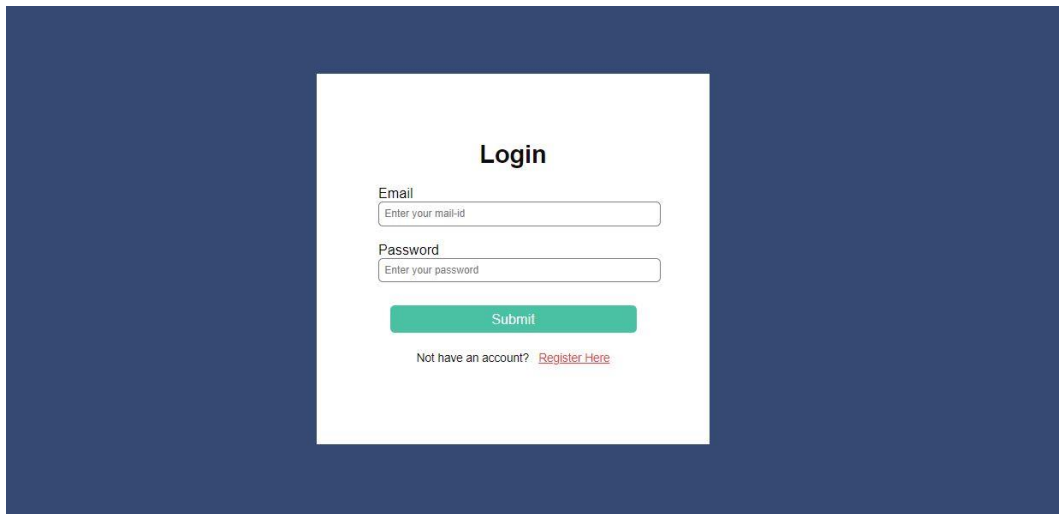 Login
Email
Enter your mail-id
Password
Enter your password
Submit
Not have an account? Register Here